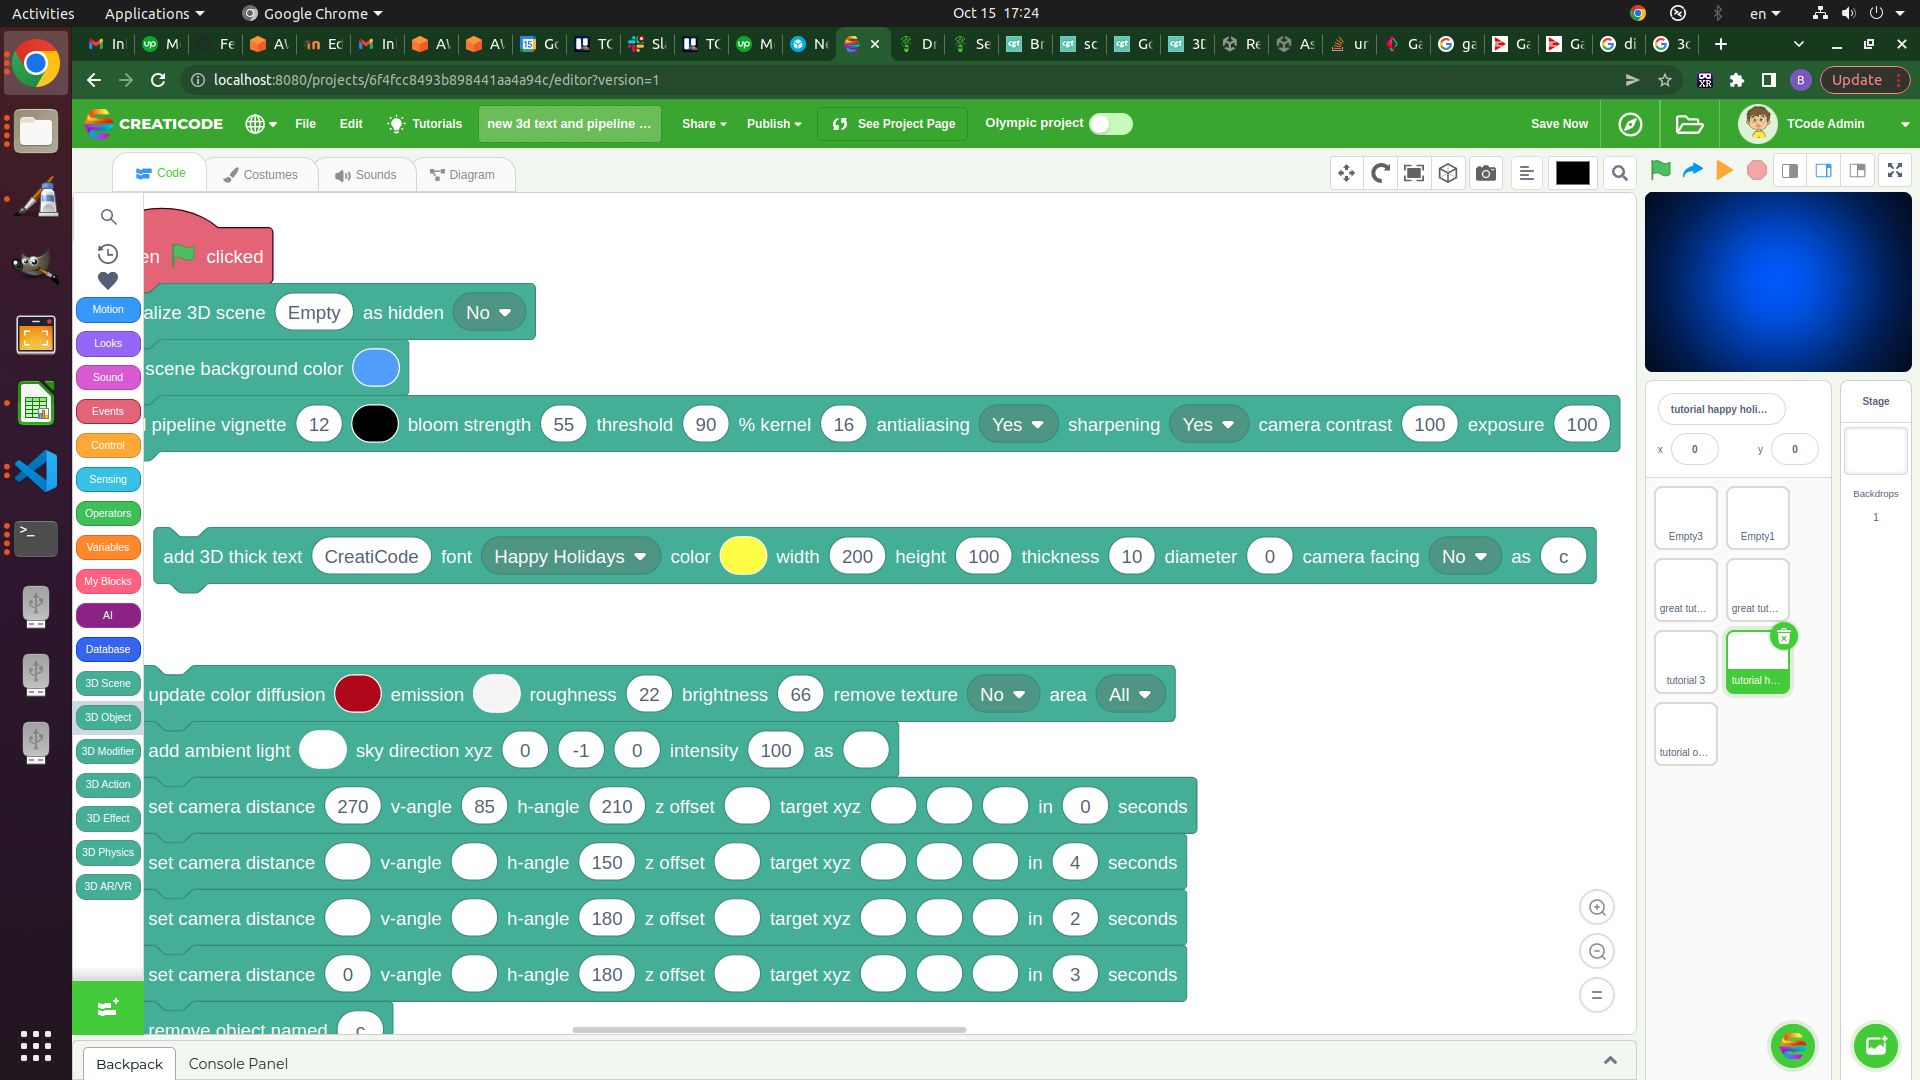 Activities Applications Google Chrome Oct 15 17:24 en
In M Fe AV Ed In AV AV Go TC Sla TC M Ne Dr Se Br sc Go 3D Re As ur Ga ga Ga Ga di 3c
localhost:8080/projects/6f4fcc8493b898441aa4a94c/editor?version=1 XR B Update
CREATICODE File Edit Tutorials new 3d text and pipeline ... Share Publish See Project Page Olympic project Save Now TCode Admin
Code Costumes Sounds Diagram
en clicked
alize 3D scene Empty as hidden No
scene background color
pipeline vignette 12 bloom strength 55 threshold 90 % kernel 16 antialiasing Yes sharpening Yes camera contrast 100 exposure 100
add 3D thick text CreatiCode font Happy Holidays color width 200 height 100 thickness 10 diameter 0 camera facing No as c
update color diffusion emission roughness 22 brightness 66 remove texture No area All
add ambient light sky direction xyz 0 -1 0 intensity 100 as
set camera distance 270 v-angle 85 h-angle 210 z offset target xyz in 0 seconds
set camera distance v-angle h-angle 150 z offset target xyz in 4 seconds
set camera distance v-angle h-angle 180 z offset target xyz in 2 seconds
set camera distance 0 v-angle h-angle 180 z offset target xyz in 3 seconds
remove object named c
Motion
Looks
Sound
Events
Control
Sensing
Operators
Variables
My Blocks
AI
Database
3D Scene
3D Object
3D Modifier
3D Action
3D Effect
3D Physics
3D AR/VR
tutorial happy holi...
x 0 y 0
Empty3 Empty1
great tut... great tut...
tutorial 3 tutorial h...
tutorial o...
Stage
Backdrops
1
Backpack Console Panel